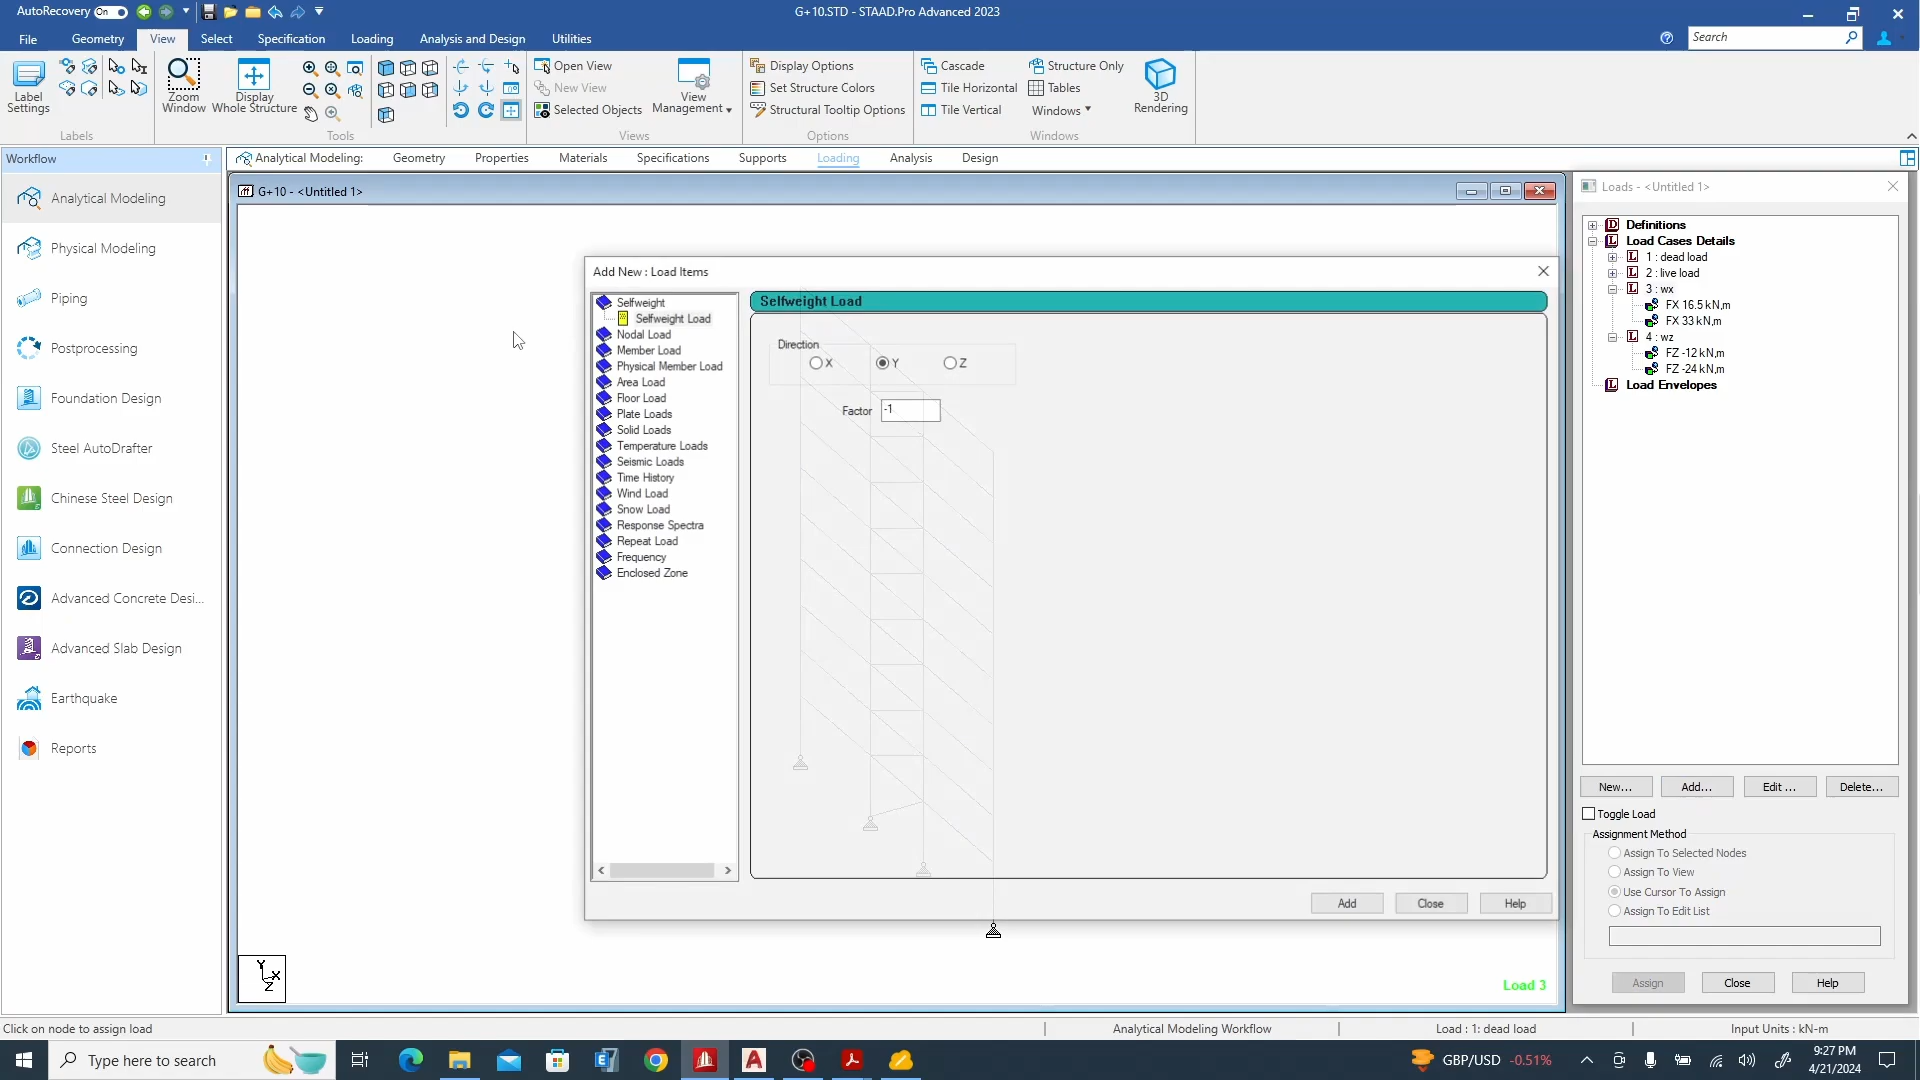 AutoRecovery On
G+10.STD - STAAD.Pro Advanced 2023
File Geometry View Select Specification Loading Analysis and Design Utilities
Search
Label Settings
Labels
Zoom Window
Display Whole Structure
Tools
Open View
New View
Selected Objects
View Management
Views
Display Options
Set Structure Colors
Structural Tooltip Options
Options
Cascade
Tile Horizontal
Tile Vertical
Structure Only
Tables
Windows
Windows
3D Rendering
Workflow
Analytical Modeling: Geometry Properties Materials Specifications Supports Loading Analysis Design
Analytical Modeling
Physical Modeling
Piping
Postprocessing
Foundation Design
Steel AutoDrafter
Chinese Steel Design
Connection Design
Advanced Concrete Desi...
Advanced Slab Design
Earthquake
Reports
G+10 - <Untitled 1>
Add New : Load Items
Selfweight
Selfweight Load
Nodal Load
Member Load
Physical Member Load
Area Load
Floor Load
Plate Loads
Solid Loads
Temperature Loads
Seismic Loads
Time History
Wind Load
Snow Load
Response Spectra
Repeat Load
Frequency
Enclosed Zone
Selfweight Load
Direction
X Y Z
Factor -1
Add Close Help
Y
X
Z
Load 3
Loads - <Untitled 1>
D Definitions
L Load Cases Details
L 1 : dead load
L 2 : live load
L 3 : wx
FX 16.5 kN,m
FX 33 kN,m
L 4 : wz
FZ -12 kN,m
FZ -24 kN,m
L Load Envelopes
New... Add... Edit ... Delete...
Toggle Load
Assignment Method
Assign To Selected Nodes
Assign To View
Use Cursor To Assign
Assign To Edit List
Assign Close Help
Click on node to assign load
Analytical Modeling Workflow
Load : 1: dead load
Input Units : kN-m
Type here to search
GBP/USD -0.51%
9:27 PM
4/21/2024